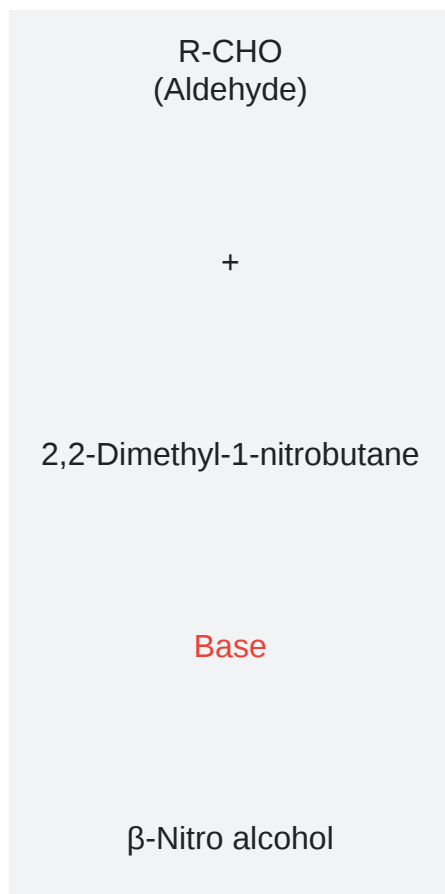 R-CHO
(Aldehyde)
+
2,2-Dimethyl-1-nitrobutane
Base
β-Nitro alcohol